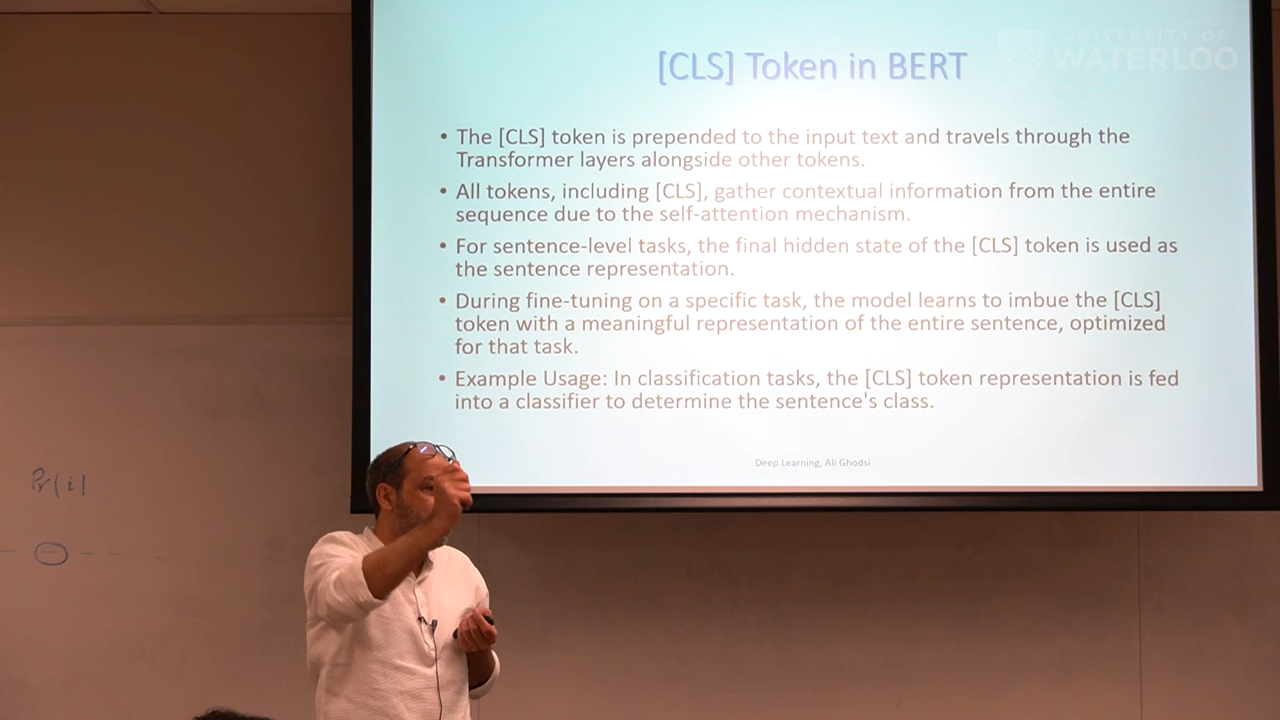 UNIVERSITY OF
WATERLOO
[CLS] Token in BERT
• The [CLS] token is prepended to the input text and travels through the
Transformer layers alongside other tokens.
• All tokens, including [CLS], gather contextual information from the entire
sequence due to the self-attention mechanism.
• For sentence-level tasks, the final hidden state of the [CLS] token is used as
the sentence representation.
• During fine-tuning on a specific task, the model learns to imbue the [CLS]
token with a meaningful representation of the entire sentence, optimized
for that task.
• Example Usage: In classification tasks, the [CLS] token representation is fed
into a classifier to determine the sentence's class.
Deep Learning, Ali Ghodsi
Pr(i|